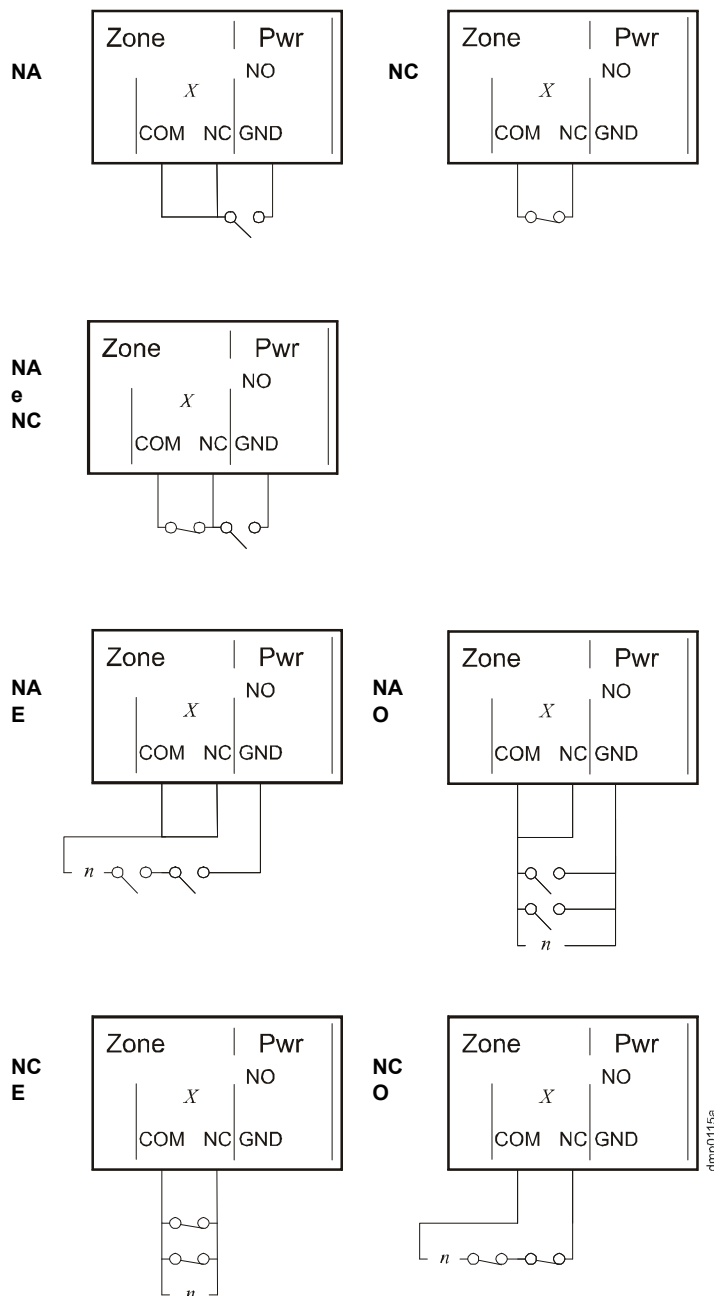 NA
Zone | Pwr
NO
X
COM NC GND
NC
Zone | Pwr
NO
X
COM NC GND
NA
e
NC
Zone | Pwr
NO
X
COM NC GND
NA
E
Zone | Pwr
NO
X
COM NC GND
n
NA
O
Zone | Pwr
NO
X
COM NC GND
n
NC
E
Zone | Pwr
NO
X
COM NC GND
n
NC
O
Zone | Pwr
NO
X
COM NC GND
n
dmp0115a